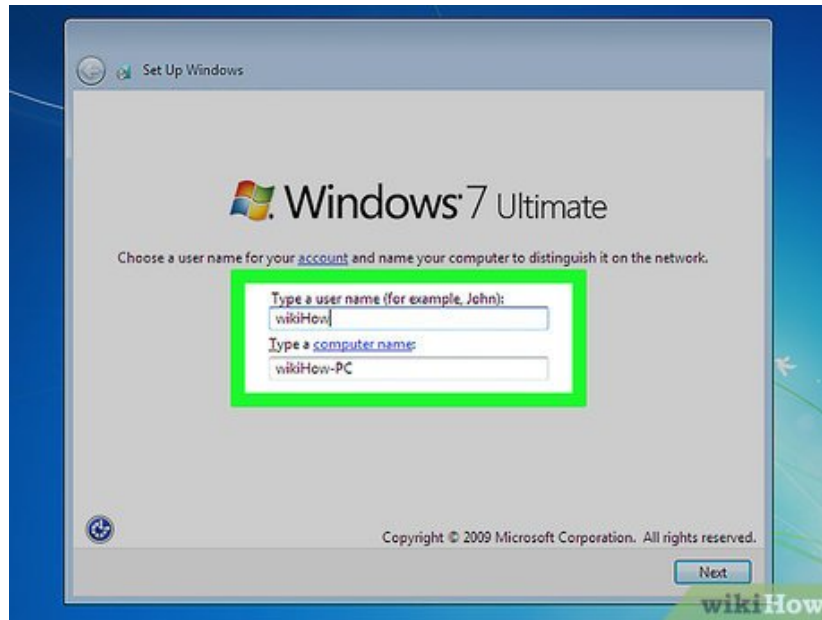 Set Up Windows
Windows 7 Ultimate
Choose a user name for your account and name your computer to distinguish it on the network.
Type a user name (for example, John):
wikiHow
Type a computer name:
wikiHow-PC
Copyright © 2009 Microsoft Corporation. All rights reserved.
Next
wikiHow